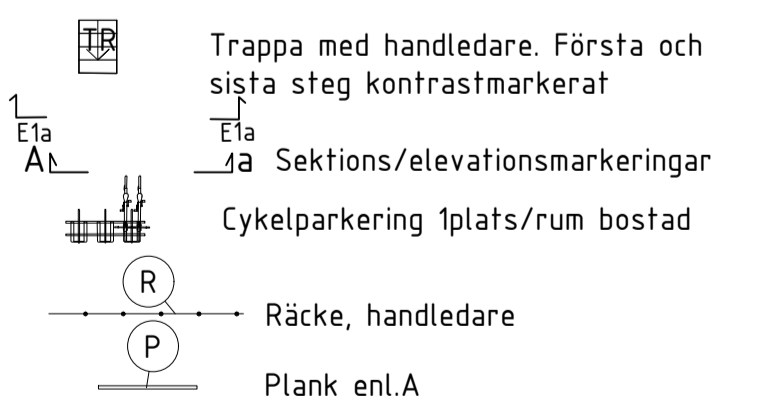 TR
Trappa med handledare. Första och
sista steg kontrastmarkerat
E1a E1a
A a Sektions/elevationsmarkeringar
Cykelparkering 1plats/rum bostad
R
Räcke, handledare
P
Plank enl.A